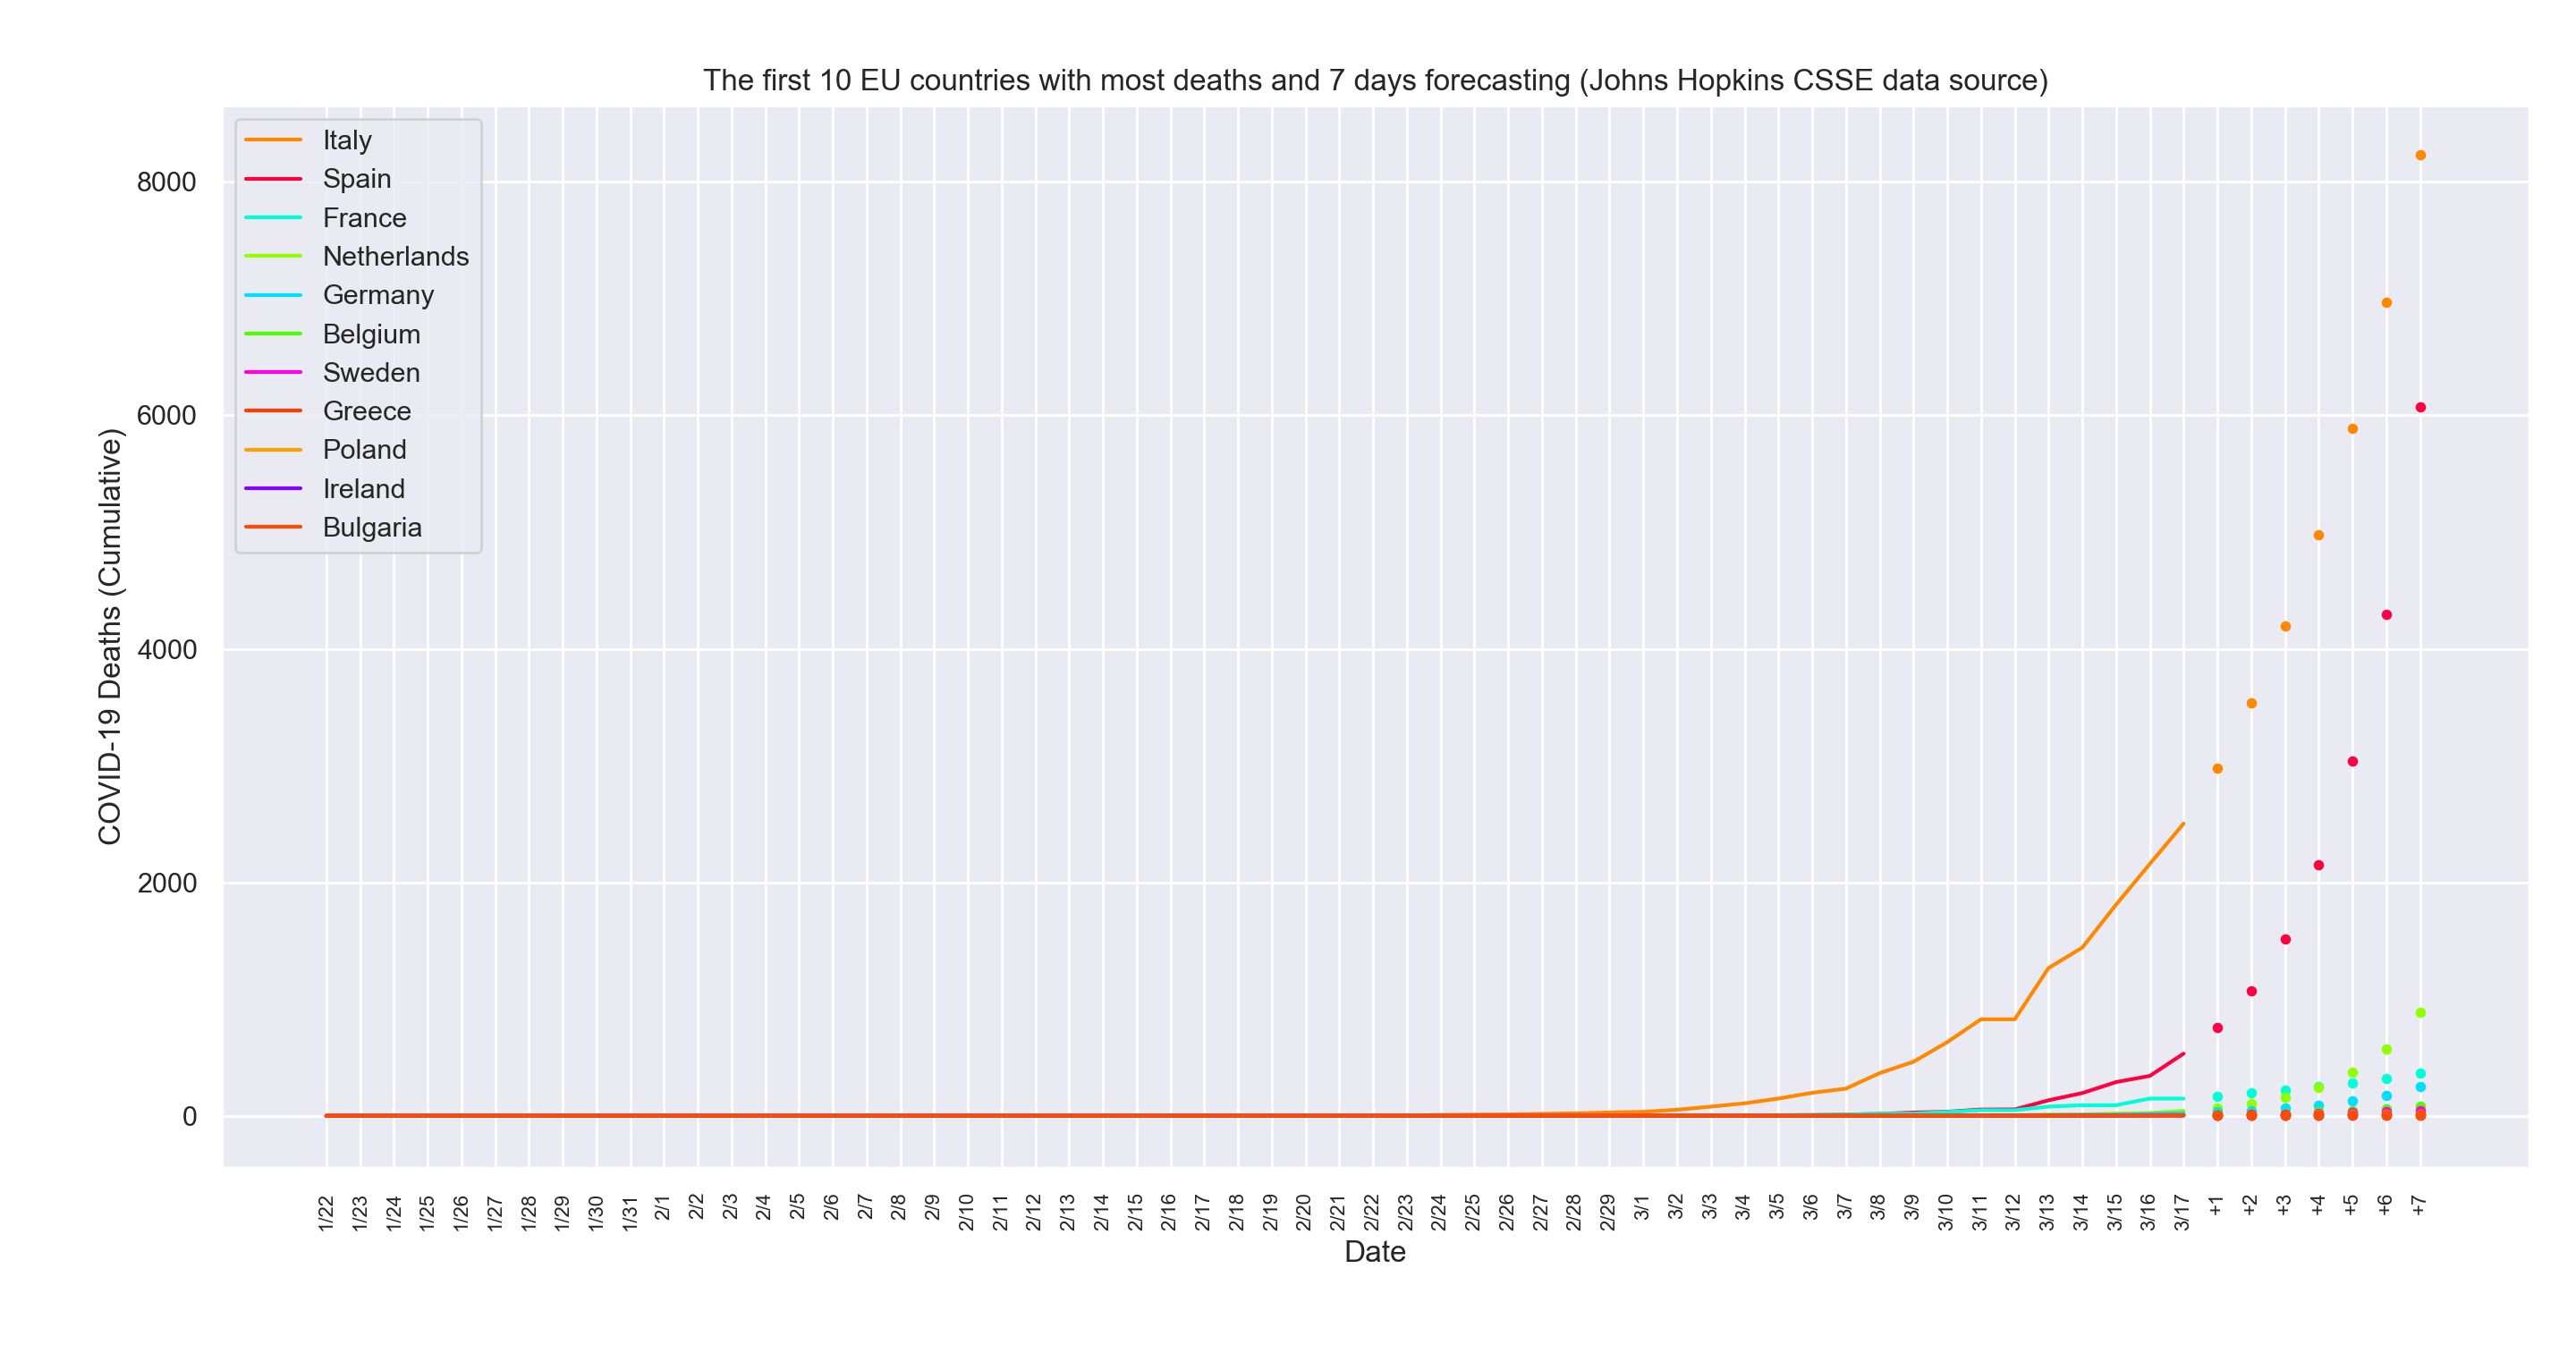 The first 10 EU countries with most deaths and 7 days forecasting (Johns Hopkins CSSE data source)
Italy
Spain
France
Netherlands
Germany
Belgium
Sweden
Greece
Poland
Ireland
Bulgaria
COVID-19 Deaths (Cumulative)
8000
6000
4000
2000
0
1/22 1/23 1/24 1/25 1/26 1/27 1/28 1/29 1/30 1/31 2/1 2/2 2/3 2/4 2/5 2/6 2/7 2/8 2/9 2/10 2/11 2/12 2/13 2/14 2/15 2/16 2/17 2/18 2/19 2/20 2/21 2/22 2/23 2/24 2/25 2/26 2/27 2/28 2/29 3/1 3/2 3/3 3/4 3/5 3/6 3/7 3/8 3/9 3/10 3/11 3/12 3/13 3/14 3/15 3/16 3/17 +1 +2 +3 +4 +5 +6 +7
Date